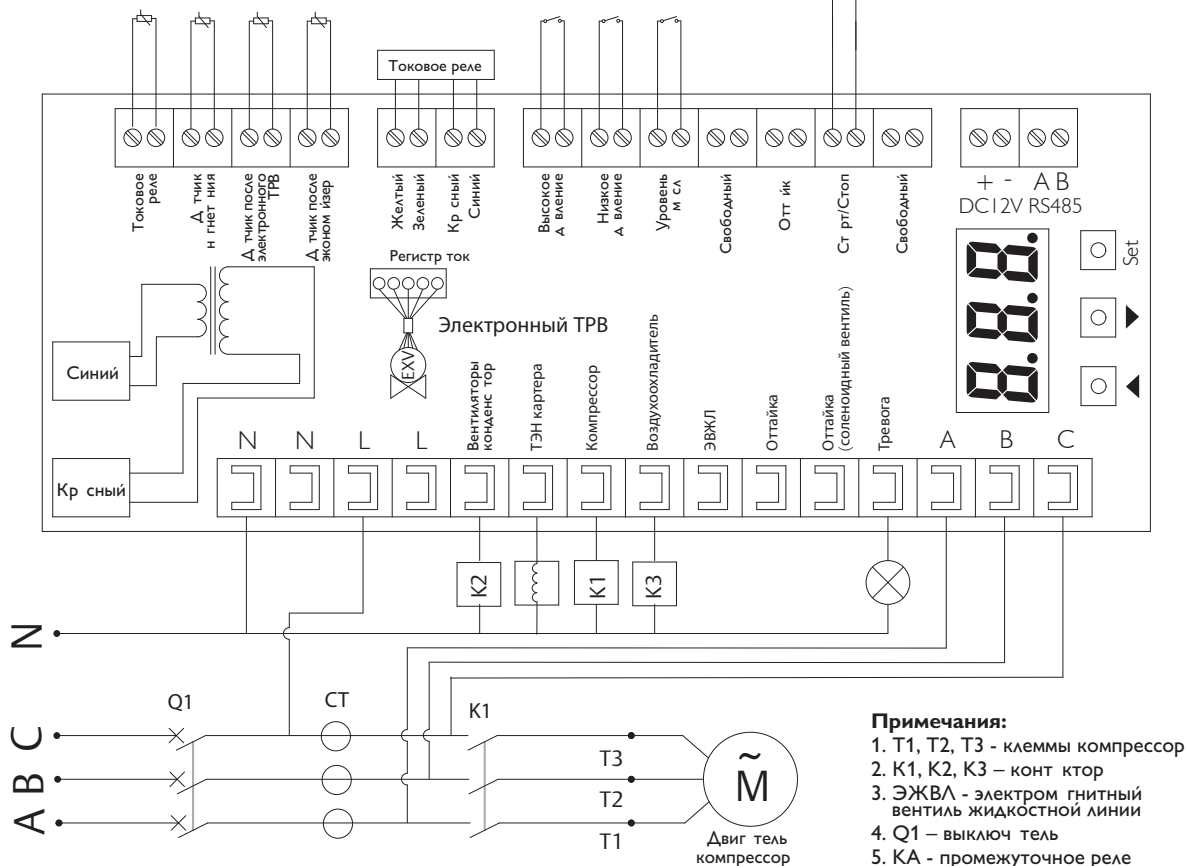 Токовое реле
Токовое
реле
Д тчик
н гнет ния
Д тчик после
электронного
ТРВ
Д тчик после
эконом йзер
Желтый
Зеленый
Кр сный
Синий
Высокое
д вление
Низкое
д вление
Уровень
м сл
Свободный
Отт йк
Ст рт/Стоп
Свободный
+ - A B
DC12V RS485
Set
8.8.8.
Регистр ток
Электронный ТРВ
EXV
Синий
Кр сный
N
N
L
L
Вентиляторы
конденс тор
ТЭН картера
Компрессор
Воздухоохладитель
ЭВЖЛ
Оттайка
Оттайка
(соленоидный вентиль)
Тревога
A
B
C
K2
K1
K3
N
C
B
A
Q1
CT
K1
T3
T2
T1
~
M
Двиг тель
компрессор
Примечания:
1. T1, T2, T3 - клеммы компрессор
2. K1, K2, K3 – конт ктор
3. ЭЖВЛ - электром гнитный
вентиль жидкостной линии
4. Q1 – выключ тель
5. КА - промежуточное реле